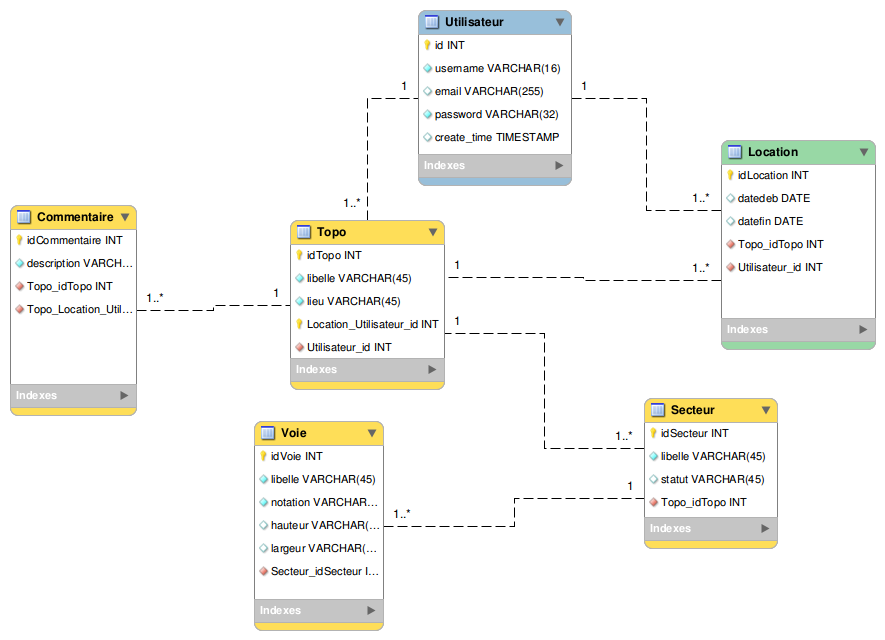 Utilisateur
id INT
username VARCHAR(16)
email VARCHAR(255)
password VARCHAR(32)
create_time TIMESTAMP
Indexes
1
1..*
1
1..*
Location
idLocation INT
datedeb DATE
datefin DATE
Topo_idTopo INT
Utilisateur_id INT
Indexes
Commentaire
idCommentaire INT
description VARCH...
Topo_idTopo INT
Topo_Location_Util...
Indexes
1..*
1
Topo
idTopo INT
libelle VARCHAR(45)
lieu VARCHAR(45)
Location_Utilisateur_id INT
Utilisateur_id INT
Indexes
1
1..*
1
1..*
Voie
idVoie INT
libelle VARCHAR(45)
notation VARCHAR...
hauteur VARCHAR(...
largeur VARCHAR(...
Secteur_idSecteur I...
Indexes
1..*
1
Secteur
idSecteur INT
libelle VARCHAR(45)
statut VARCHAR(45)
Topo_idTopo INT
Indexes